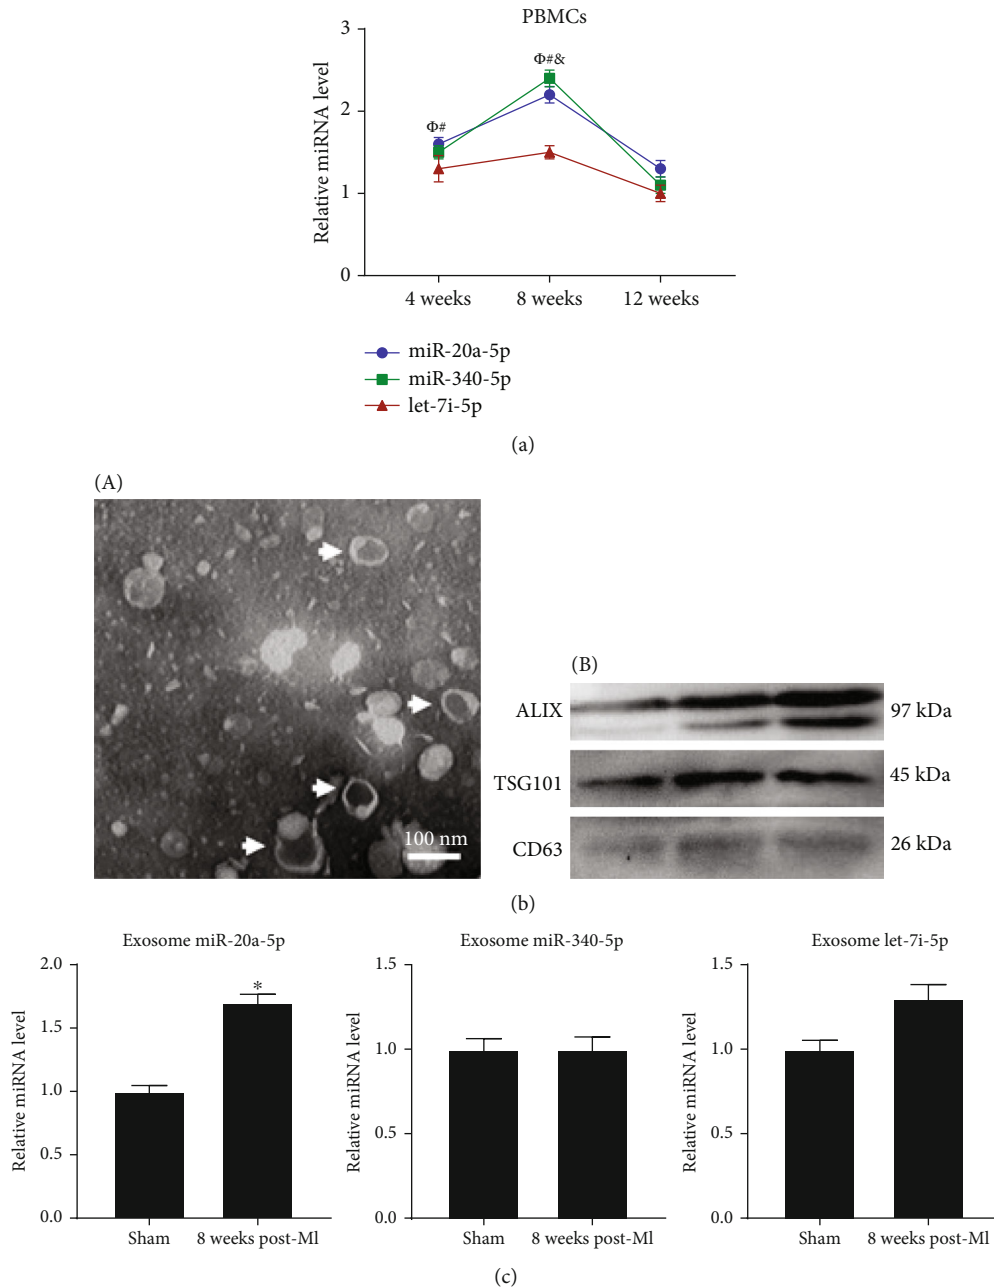 PBMCs
3
2
1
0
Relative miRNA level
Φ#
Φ#&
4 weeks
8 weeks
12 weeks
miR-20a-5p
miR-340-5p
let-7i-5p
(a)
(A)
100 nm
(B)
ALIX
97 kDa
TSG101
45 kDa
CD63
26 kDa
(b)
Exosome miR-20a-5p
2.0
1.5
1.0
0.5
0.0
Relative miRNA level
*
Sham
8 weeks post-MI
Exosome miR-340-5p
1.5
1.0
0.5
0.0
Relative miRNA level
Sham
8 weeks post-MI
Exosome let-7i-5p
1.5
1.0
0.5
0.0
Relative miRNA level
Sham
8 weeks post-MI
(c)